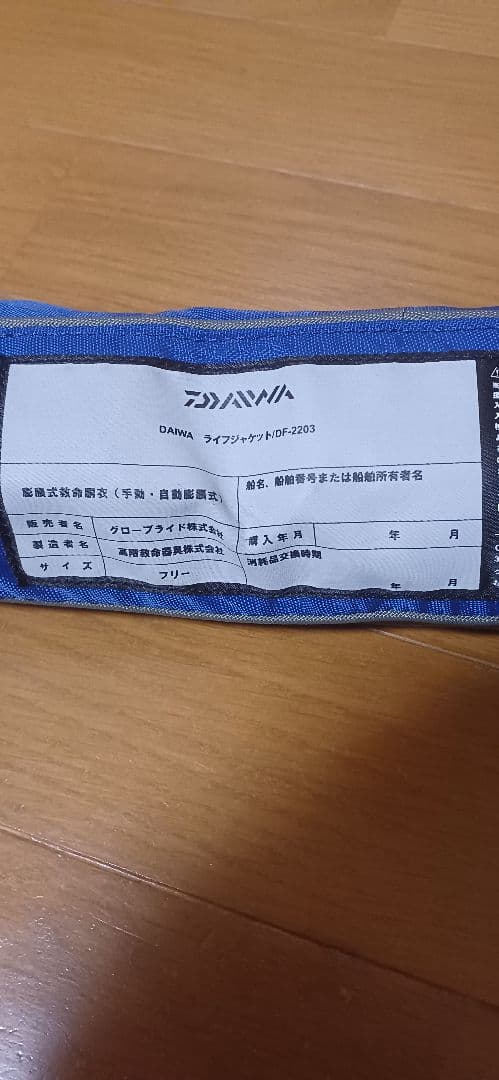 DAIWA
DAIWA ライフジャケット/DF-2203
膨脹式救命胴衣(手動・自動膨脹式)
船名、船舶番号または船舶所有者名
販売者名 グローブライド株式会社
製造者名 高階救命器具株式会社
サイズ フリー
購入年月 年 月
消耗品交換時期
年 月